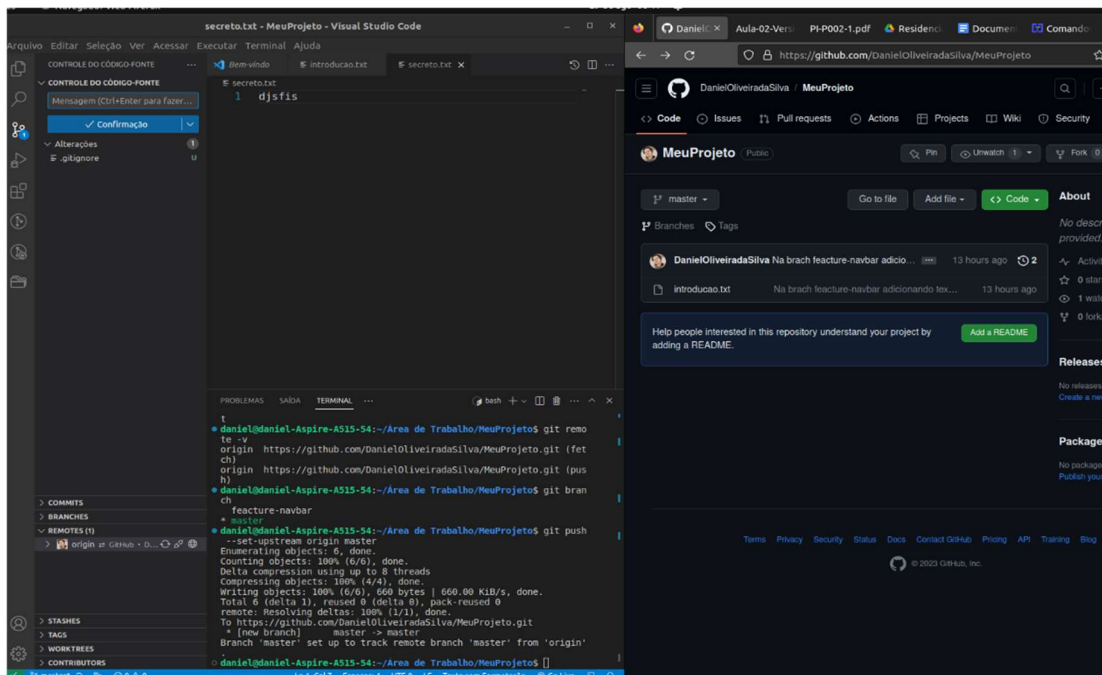 secreto.txt - MeuProjeto - Visual Studio Code
Arquivo Editar Seleção Ver Acessar Executar Terminal Ajuda
CONTROLE DO CÓDIGO-FONTE
CONTROLE DO CÓDIGO-FONTE
Mensagem (Ctrl+Enter para fazer...
Confirmação
Alterações 1
.gitignore U
COMMITS
BRANCHES
REMOTES (1)
origin GitHub • D...
STASHES
TAGS
WORKTREES
CONTRIBUTORS
Bem-vindo introducao.txt secreto.txt
secreto.txt
1 djsfis
PROBLEMAS SAÍDA TERMINAL ... bash
t
daniel@daniel-Aspire-A515-54:~/Área de Trabalho/MeuProjeto$ git remo
te -v
origin https://github.com/DanielOliveiradaSilva/MeuProjeto.git (fet
ch)
origin https://github.com/DanielOliveiradaSilva/MeuProjeto.git (pus
h)
daniel@daniel-Aspire-A515-54:~/Área de Trabalho/MeuProjeto$ git bran
ch
feacture-navbar
* master
daniel@daniel-Aspire-A515-54:~/Área de Trabalho/MeuProjeto$ git push
--set-upstream origin master
Enumerating objects: 6, done.
Counting objects: 100% (6/6), done.
Delta compression using up to 8 threads
Compressing objects: 100% (4/4), done.
Writing objects: 100% (6/6), 660 bytes | 660.00 KiB/s, done.
Total 6 (delta 1), reused 0 (delta 0), pack-reused 0
remote: Resolving deltas: 100% (1/1), done.
To https://github.com/DanielOliveiradaSilva/MeuProjeto.git
* [new branch] master -> master
Branch 'master' set up to track remote branch 'master' from 'origin'
.
daniel@daniel-Aspire-A515-54:~/Área de Trabalho/MeuProjeto$
DanielO Aula-02-Vers PI-P002-1.pdf Residenci Document Comando
https://github.com/DanielOliveiradaSilva/MeuProjeto
DanielOliveiradaSilva / MeuProjeto
Code Issues Pull requests Actions Projects Wiki Security
MeuProjeto Public Pin Unwatch 1 Fork 0
master Go to file Add file Code
Branches Tags
DanielOliveiradaSilva Na brach feacture-navbar adicio... 13 hours ago 2
introducao.txt Na brach feacture-navbar adicionando tex... 13 hours ago
Help people interested in this repository understand your project by
adding a README.
Add a README
About
No descr
provided.
Activi
0 star
1 wat
0 fork
Releases
No releases
Create a ne
Package
No package
Publish your
Terms Privacy Security Status Docs Contact GitHub Pricing API Training Blog
© 2023 GitHub, Inc.